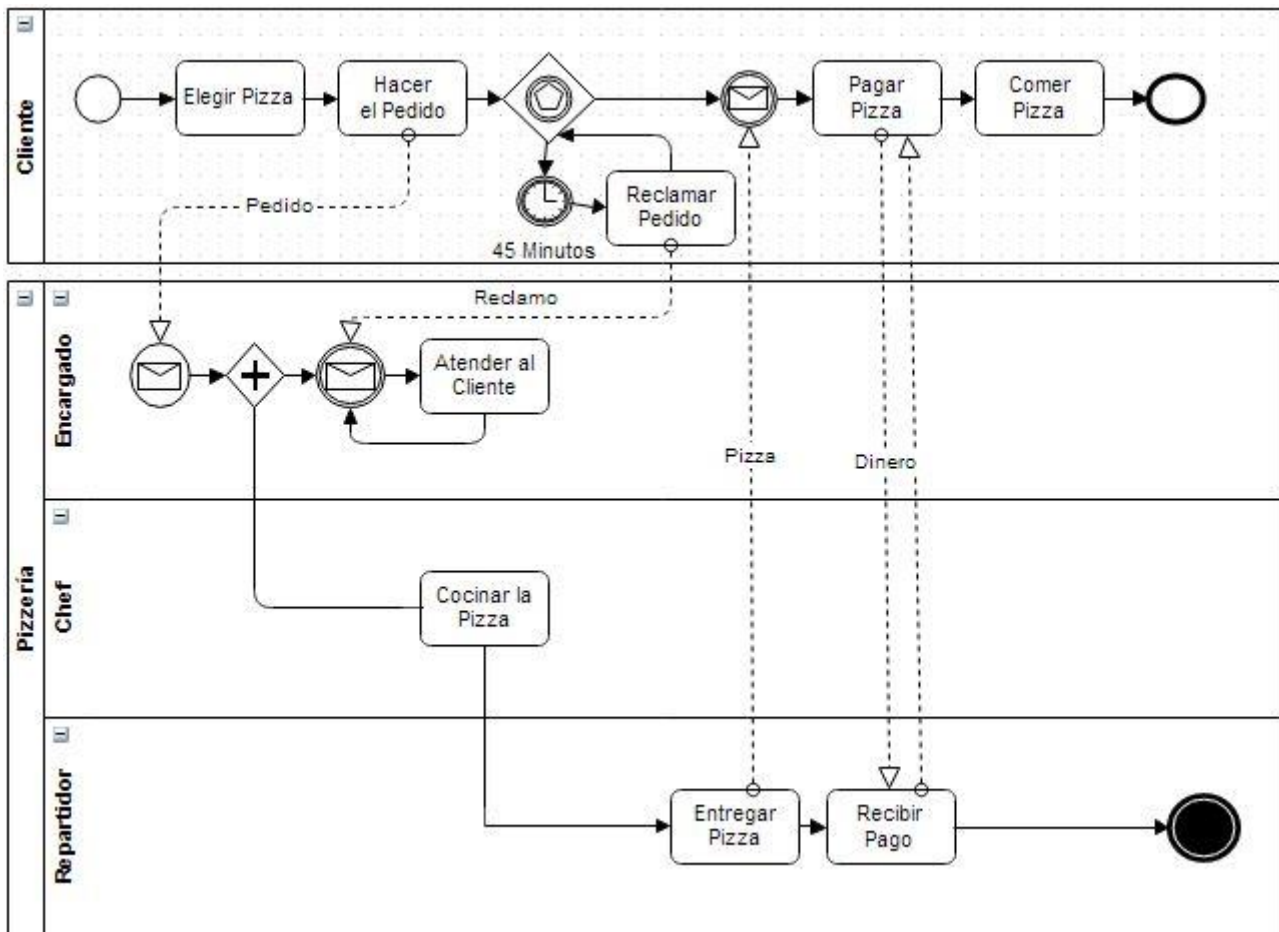 Cliente
Elegir Pizza
Hacer
el Pedido
Pagar
Pizza
Comer
Pizza
Reclamar
Pedido
45 Minutos
Pedido
Reclamo
Pizzería
Encargado
Atender al
Cliente
Pizza
Dinero
Chef
Cocinar la
Pizza
Repartidor
Entregar
Pizza
Recibir
Pago